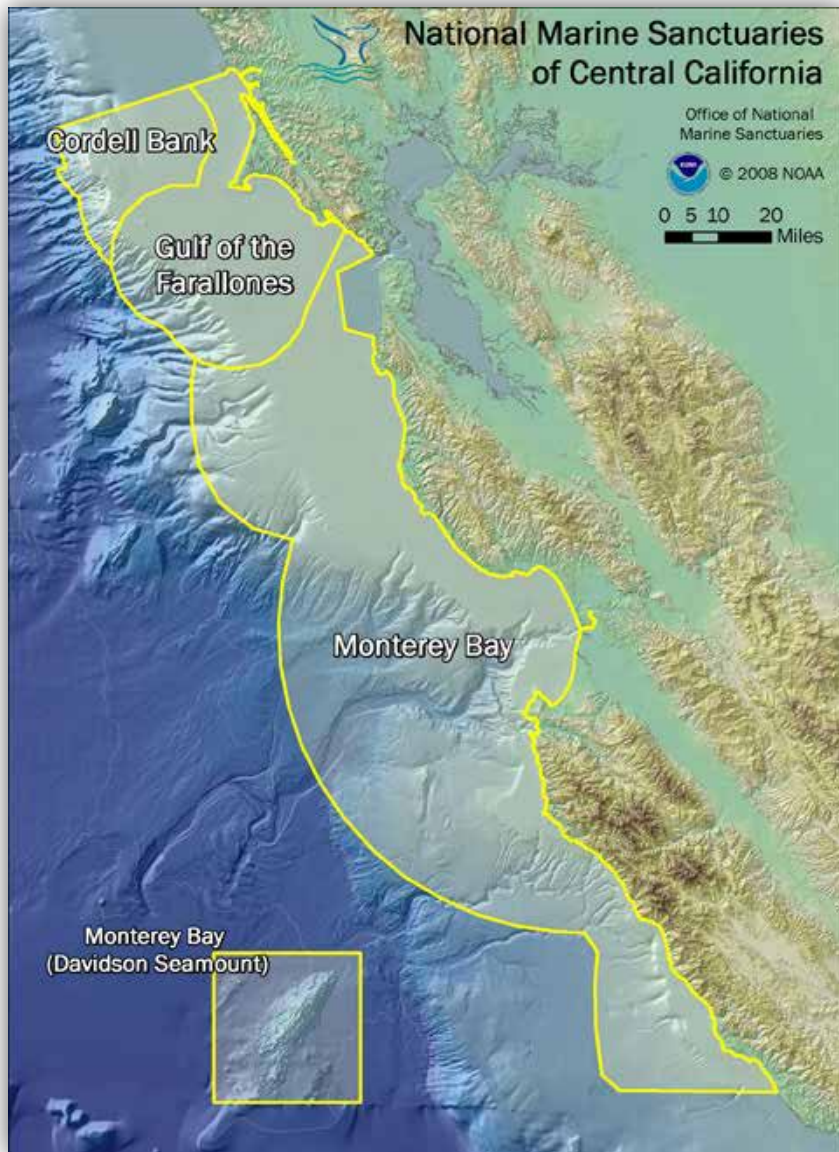 National Marine Sanctuaries
of Central California
Office of National
Marine Sanctuaries
© 2008 NOAA
0 5 10 20
Miles
Cordell Bank
Gulf of the
Farallones
Monterey Bay
Monterey Bay
(Davidson Seamount)